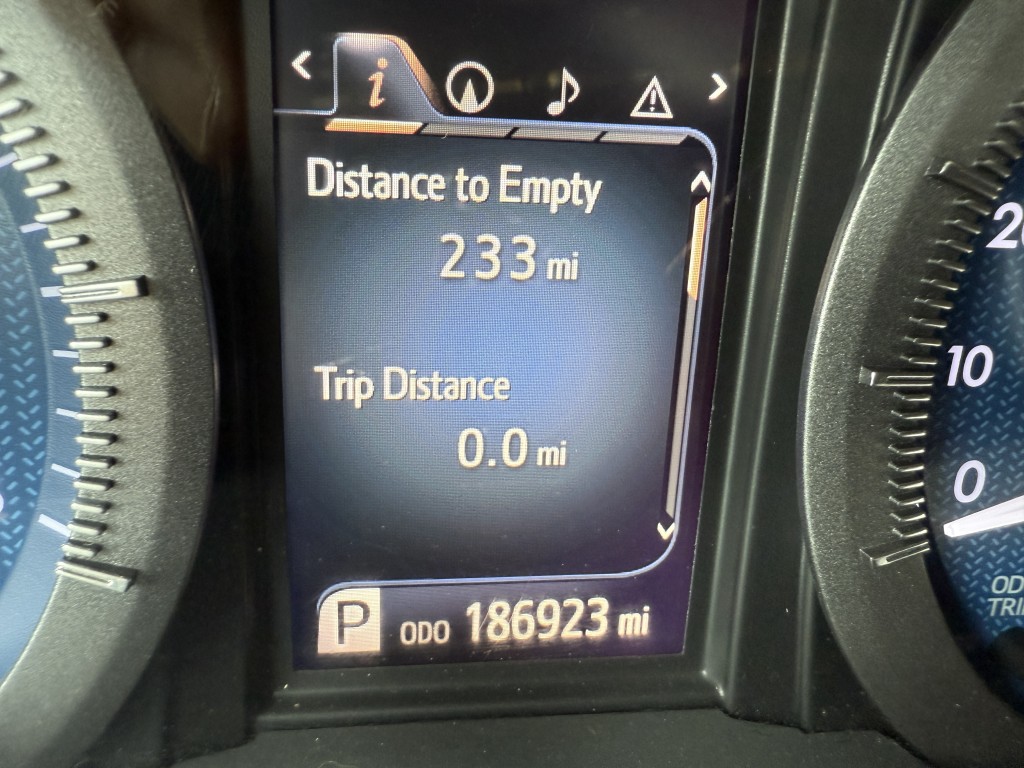 i
Distance to Empty
233 mi
Trip Distance
0.0 mi
P ODO 186923 mi
10
0